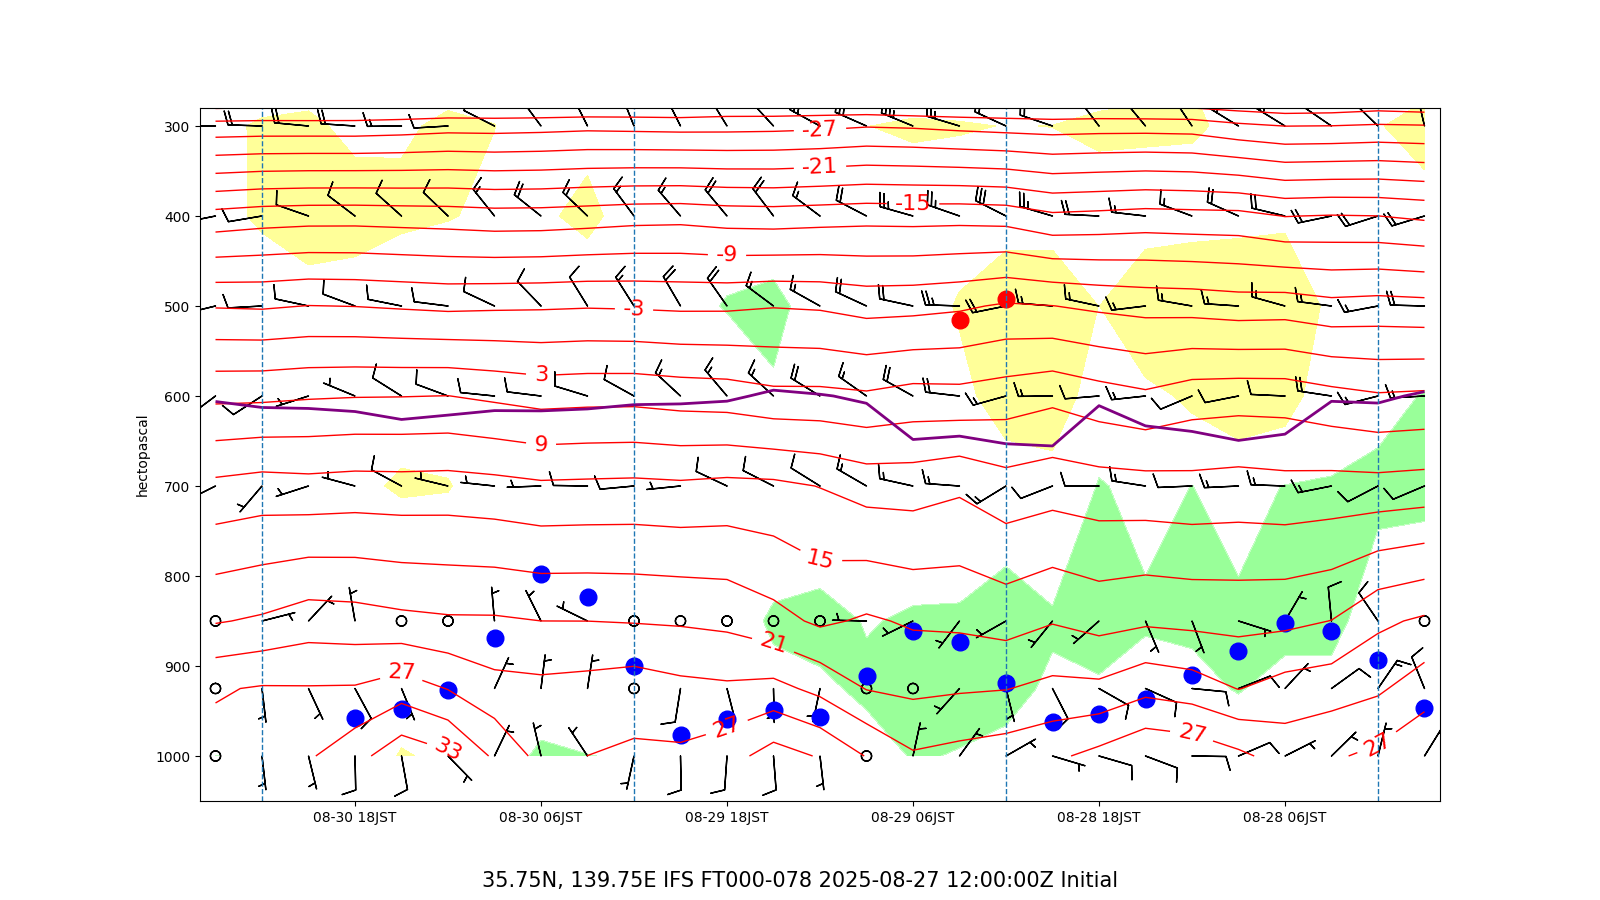 300
400
500
600
700
800
900
1000
hectopascal
-27
-21
-15
-9
-3
3
9
15
21
27
33
27
27
27
08-30 18JST
08-30 06JST
08-29 18JST
08-29 06JST
08-28 18JST
08-28 06JST
35.75N, 139.75E IFS FT000-078 2025-08-27 12:00:00Z Initial